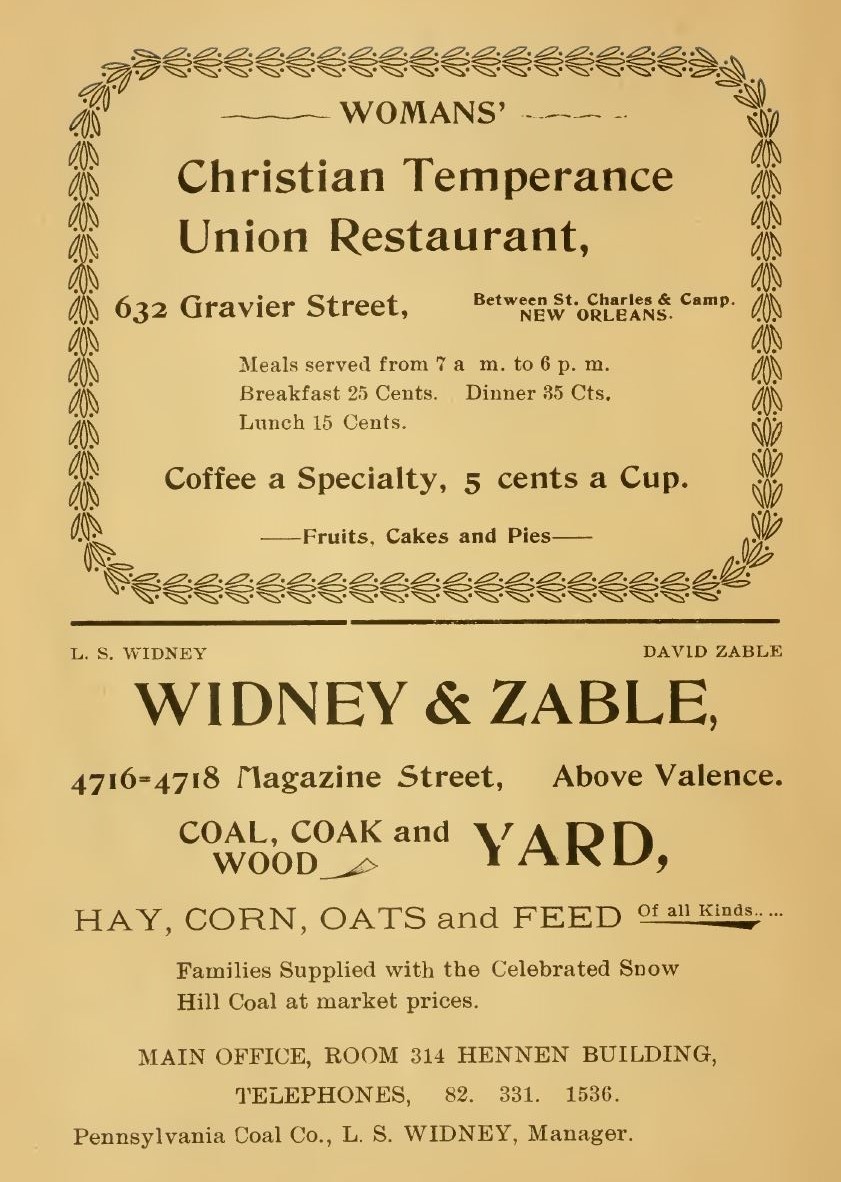 WOMANS'
Christian Temperance
Union Restaurant,
632 Gravier Street, Between St. Charles & Camp.
NEW ORLEANS.
Meals served from 7 a m. to 6 p. m.
Breakfast 25 Cents. Dinner 35 Cts.
Lunch 15 Cents.
Coffee a Specialty, 5 cents a Cup.
Fruits, Cakes and Pies
L. S. WIDNEY DAVID ZABLE
WIDNEY & ZABLE,
4716=4718 Magazine Street, Above Valence.
COAL, COAK and
WOOD YARD,
HAY, CORN, OATS and FEED Of all Kinds.. ...
Families Supplied with the Celebrated Snow
Hill Coal at market prices.
MAIN OFFICE, ROOM 314 HENNEN BUILDING,
TELEPHONES, 82. 331. 1536.
Pennsylvania Coal Co., L. S. WIDNEY, Manager.